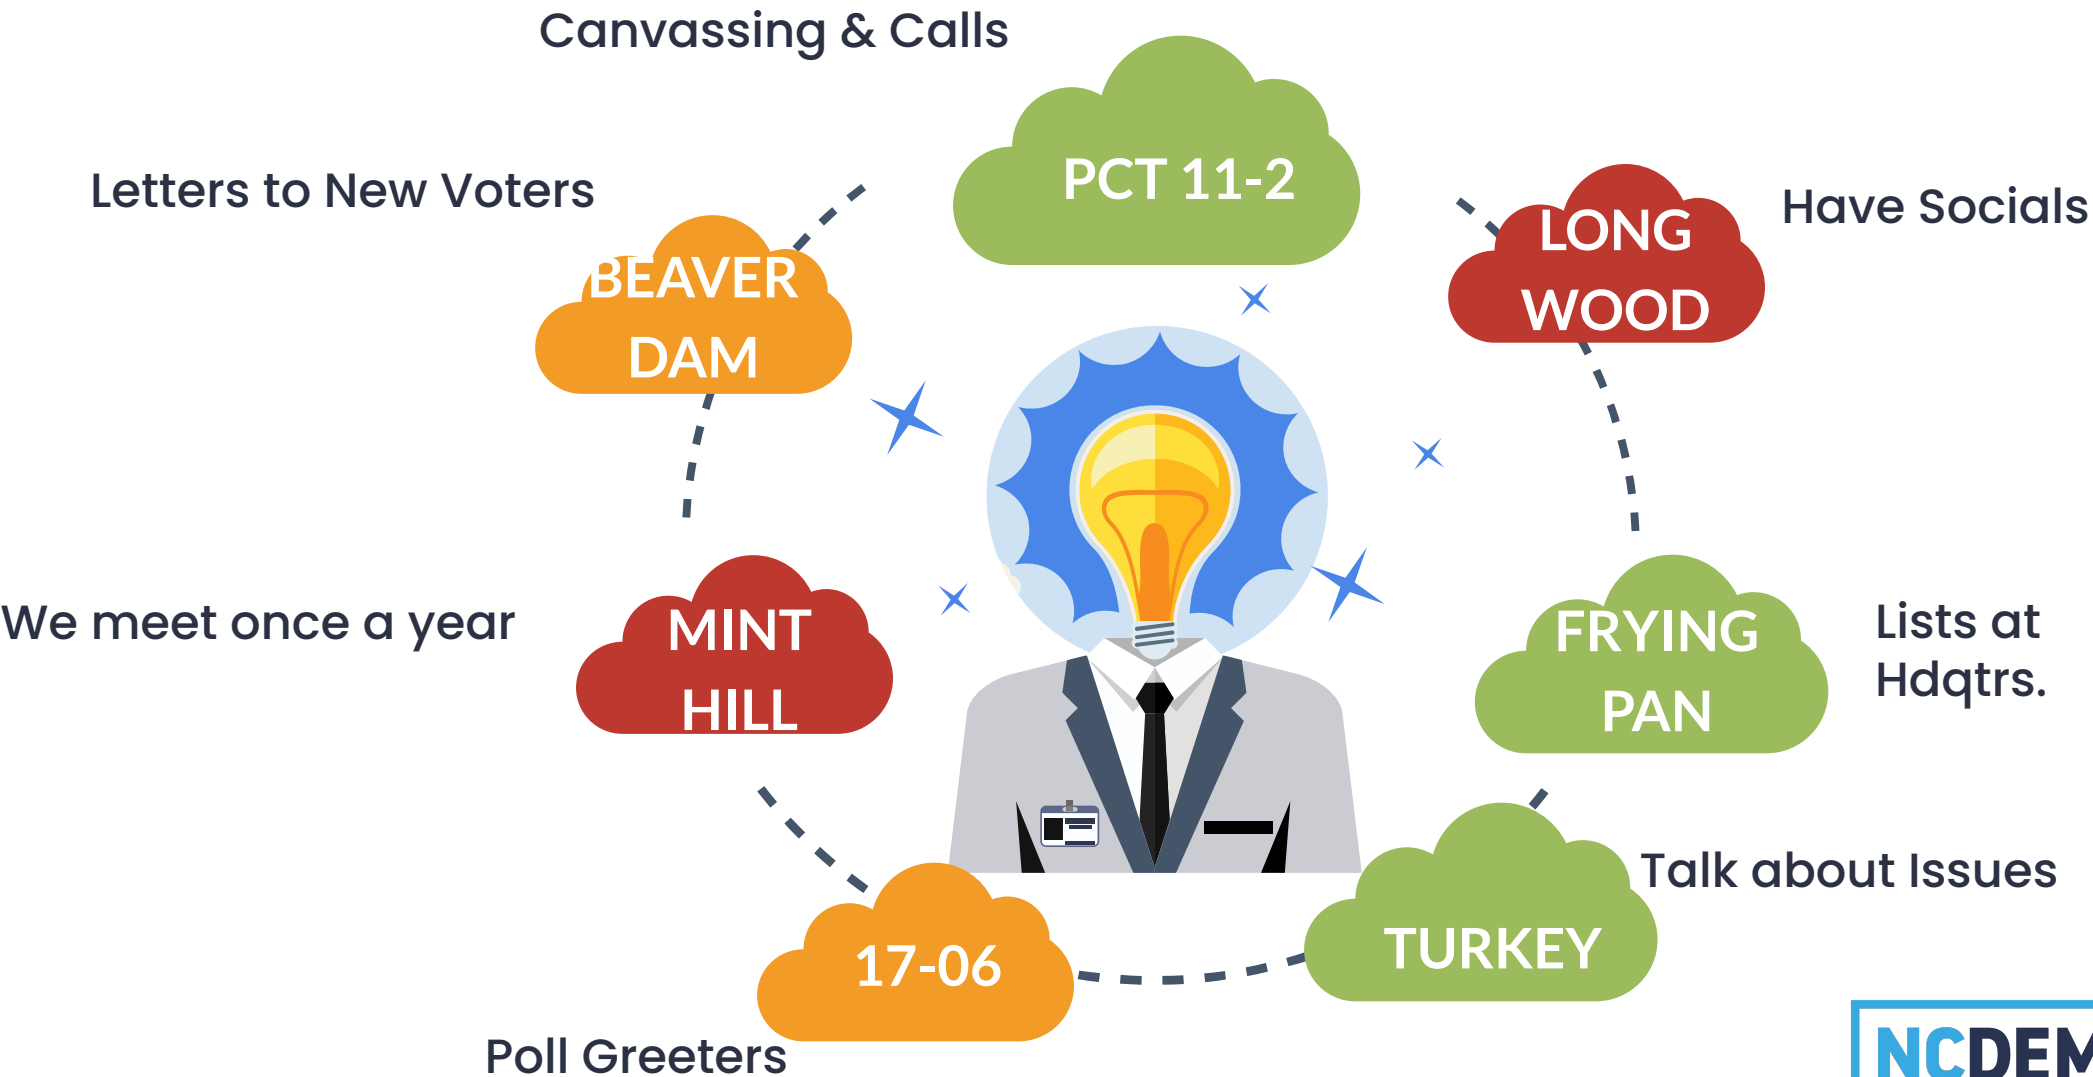 Canvassing & Calls
PCT 11-2
Letters to New Voters
Have Socials
LONG
WOOD
BEAVER
DAM
We meet once a year
MINT
HILL
FRYING
PAN
Lists at
Hdqtrs.
Talk about Issues
TURKEY
17-06
Poll Greeters
NCDEM